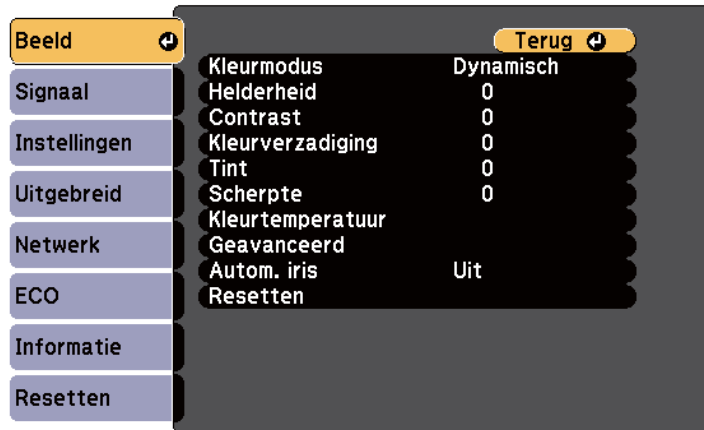 Beeld
Signaal
Instellingen
Uitgebreid
Netwerk
ECO
Informatie
Resetten
Terug
Kleurmodus Dynamisch
Helderheid 0
Contrast 0
Kleurverzadiging 0
Tint 0
Scherpte 0
Kleurtemperatuur
Geavanceerd
Autom. iris Uit
Resetten